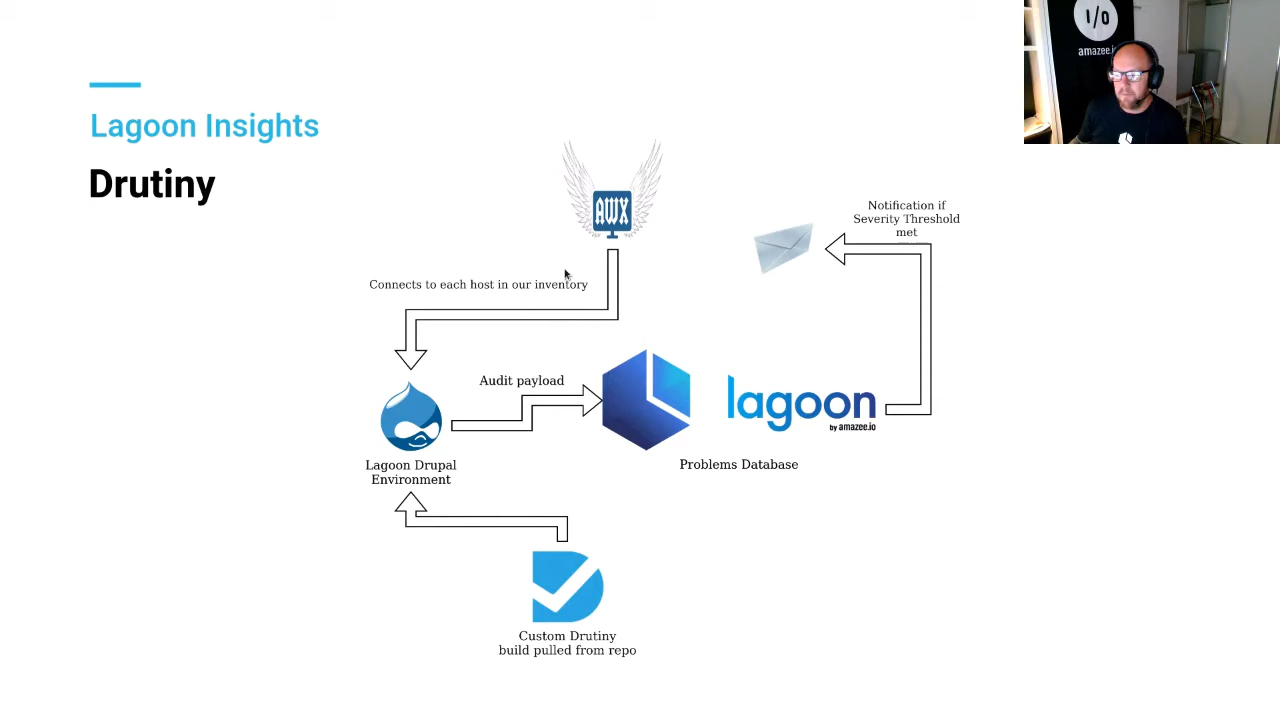 Lagoon Insights
Drutiny
I/O
amazee.io
AWX
Notification if
Severity Threshold
met
Connects to each host in our inventory
Audit payload
lagoon
by amazee.io
Lagoon Drupal
Environment
Problems Database
Custom Drutiny
build pulled from repo